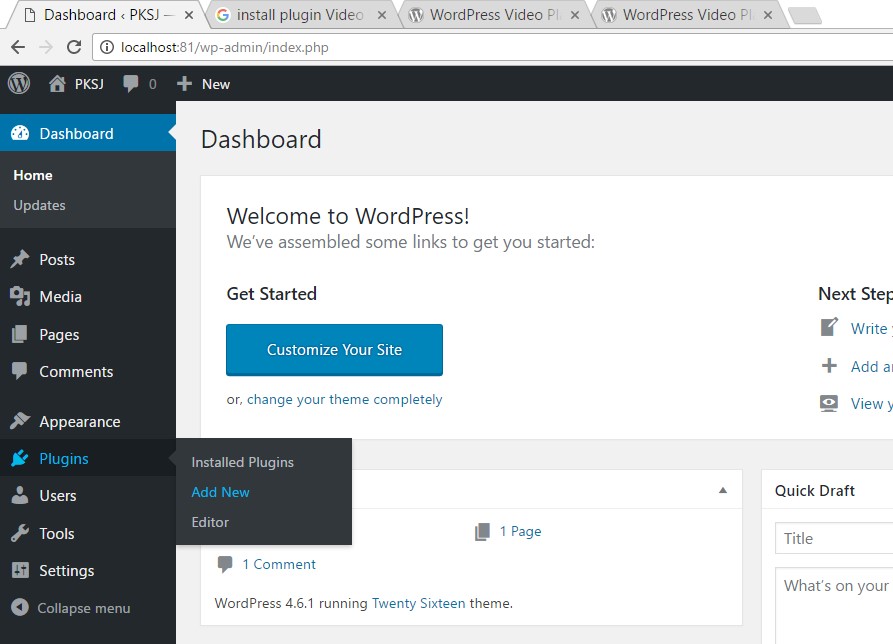 Dashboard ‹ PKSJ —
install plugin Video
WordPress Video Pl
WordPress Video Pl
localhost:81/wp-admin/index.php
PKSJ
0
New
Dashboard
Home
Updates
Posts
Media
Pages
Comments
Appearance
Plugins
Users
Tools
Settings
Collapse menu
Installed Plugins
Add New
Editor
Dashboard
Welcome to WordPress!
We've assembled some links to get you started:
Get Started
Customize Your Site
or, change your theme completely
Next Step
Write y
Add an
View y
1 Page
1 Comment
WordPress 4.6.1 running Twenty Sixteen theme.
Quick Draft
Title
What's on your